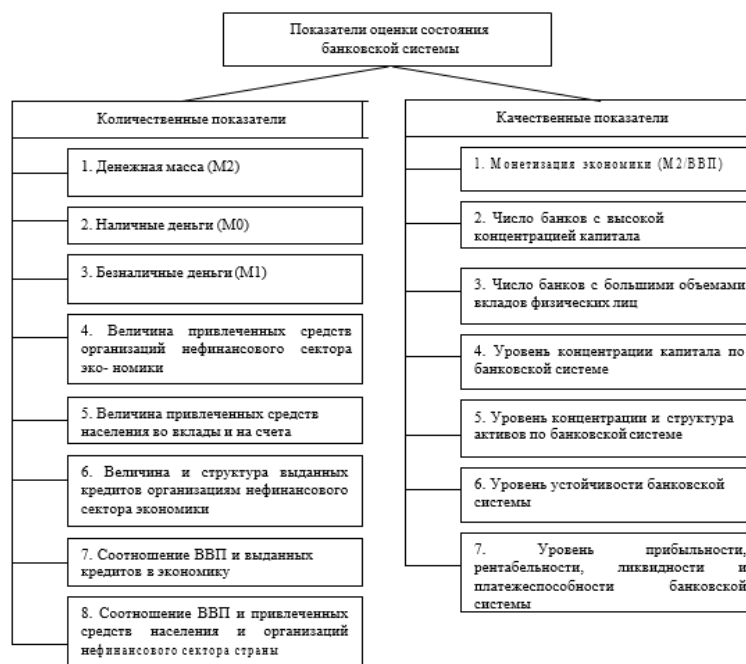 Показатели оценки состояния
банковской системы
Количественные показатели
1. Денежная масса (М2)
2. Наличные деньги (М0)
3. Безналичные деньги (М1)
4. Величина привлеченных средств
организаций нефинансового сектора
эко- номики
5. Величина привлеченных средств
населения во вклады и на счета
6. Величина и структура выданных
кредитов организациям нефинансового
сектора экономики
7. Соотношение ВВП и выданных
кредитов в экономику
8. Соотношение ВВП и привлеченных
средств населения и организаций
нефинансового сектора страны
Качественные показатели
1. Монетизация экономики (М2/ВВП)
2. Число банков с высокой
концентрацией капитала
3. Число банков с большими объемами
вкладов физических лиц
4. Уровень концентрации капитала по
банковской системе
5. Уровень концентрации и структура
активов по банковской системе
6. Уровень устойчивости банковской
системы
7. Уровень прибыльности,
рентабельности, ликвидности и
платежеспособности банковской
системы